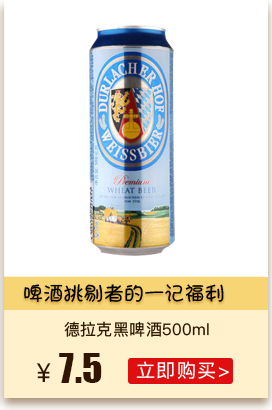 DURLACHER HOF
WEISSBIER
Premium
WHEAT BEER
啤酒挑剔者的一记福利
德拉克黑啤酒500ml
¥ 7.5 立即购买>